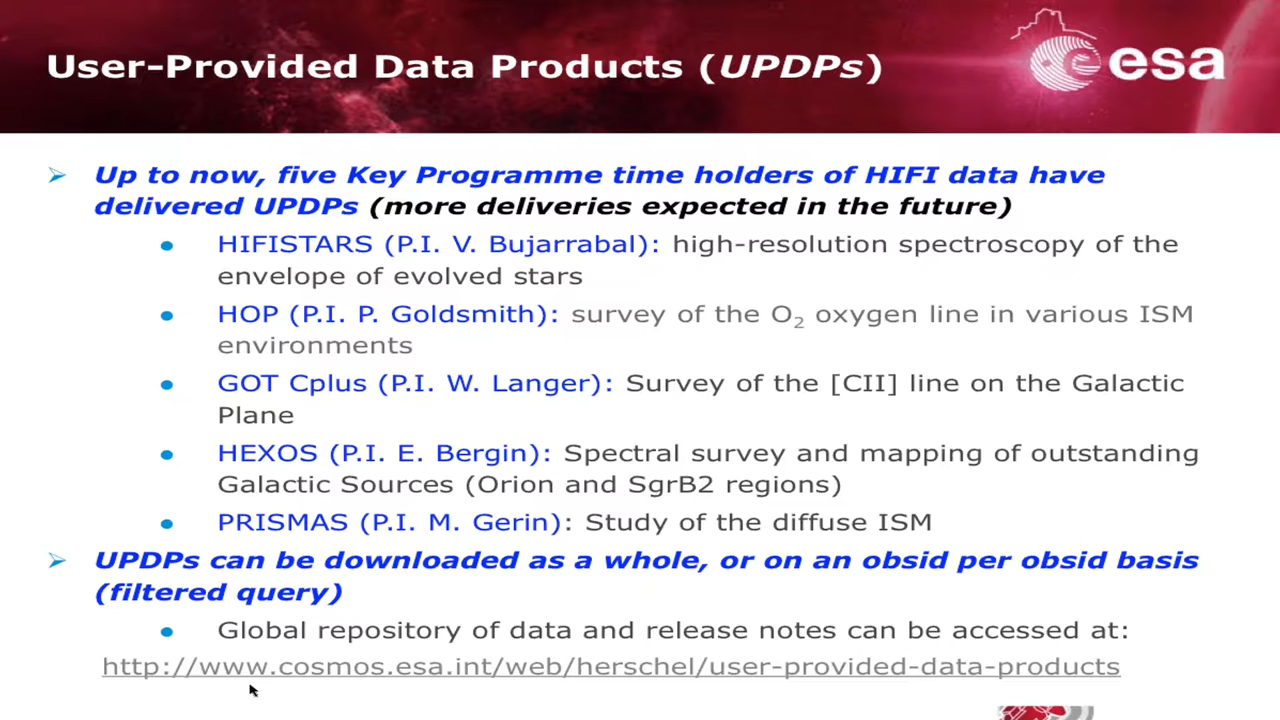 User-Provided Data Products (UPDPs)
esa
Up to now, five Key Programme time holders of HIFI data have
delivered UPDPs (more deliveries expected in the future)
HIFISTARS (P.I. V. Bujarrabal): high-resolution spectroscopy of the
envelope of evolved stars
HOP (P.I. P. Goldsmith): survey of the O₂ oxygen line in various ISM
environments
GOT Cplus (P.I. W. Langer): Survey of the [CII] line on the Galactic
Plane
HEXOS (P.I. E. Bergin): Spectral survey and mapping of outstanding
Galactic Sources (Orion and SgrB2 regions)
PRISMAS (P.I. M. Gerin): Study of the diffuse ISM
UPDPs can be downloaded as a whole, or on an obsid per obsid basis
(filtered query)
Global repository of data and release notes can be accessed at:
http://www.cosmos.esa.int/web/herschel/user-provided-data-products